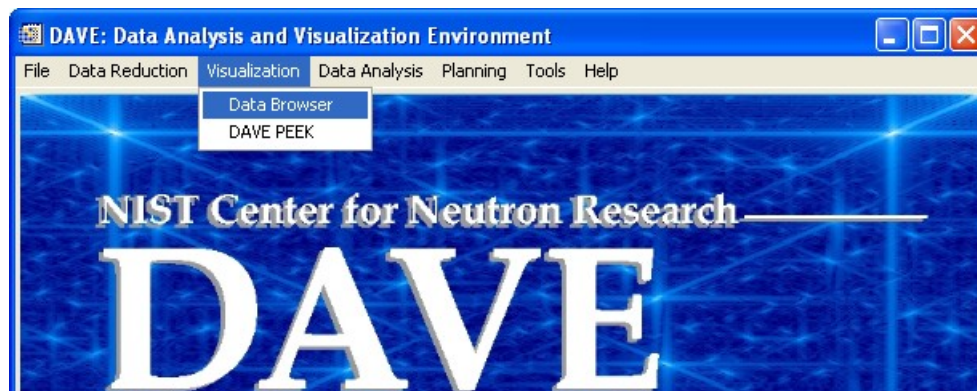 DAVE: Data Analysis and Visualization Environment
File Data Reduction Visualization Data Analysis Planning Tools Help
Data Browser
DAVE PEEK
NIST Center for Neutron Research
DAVE